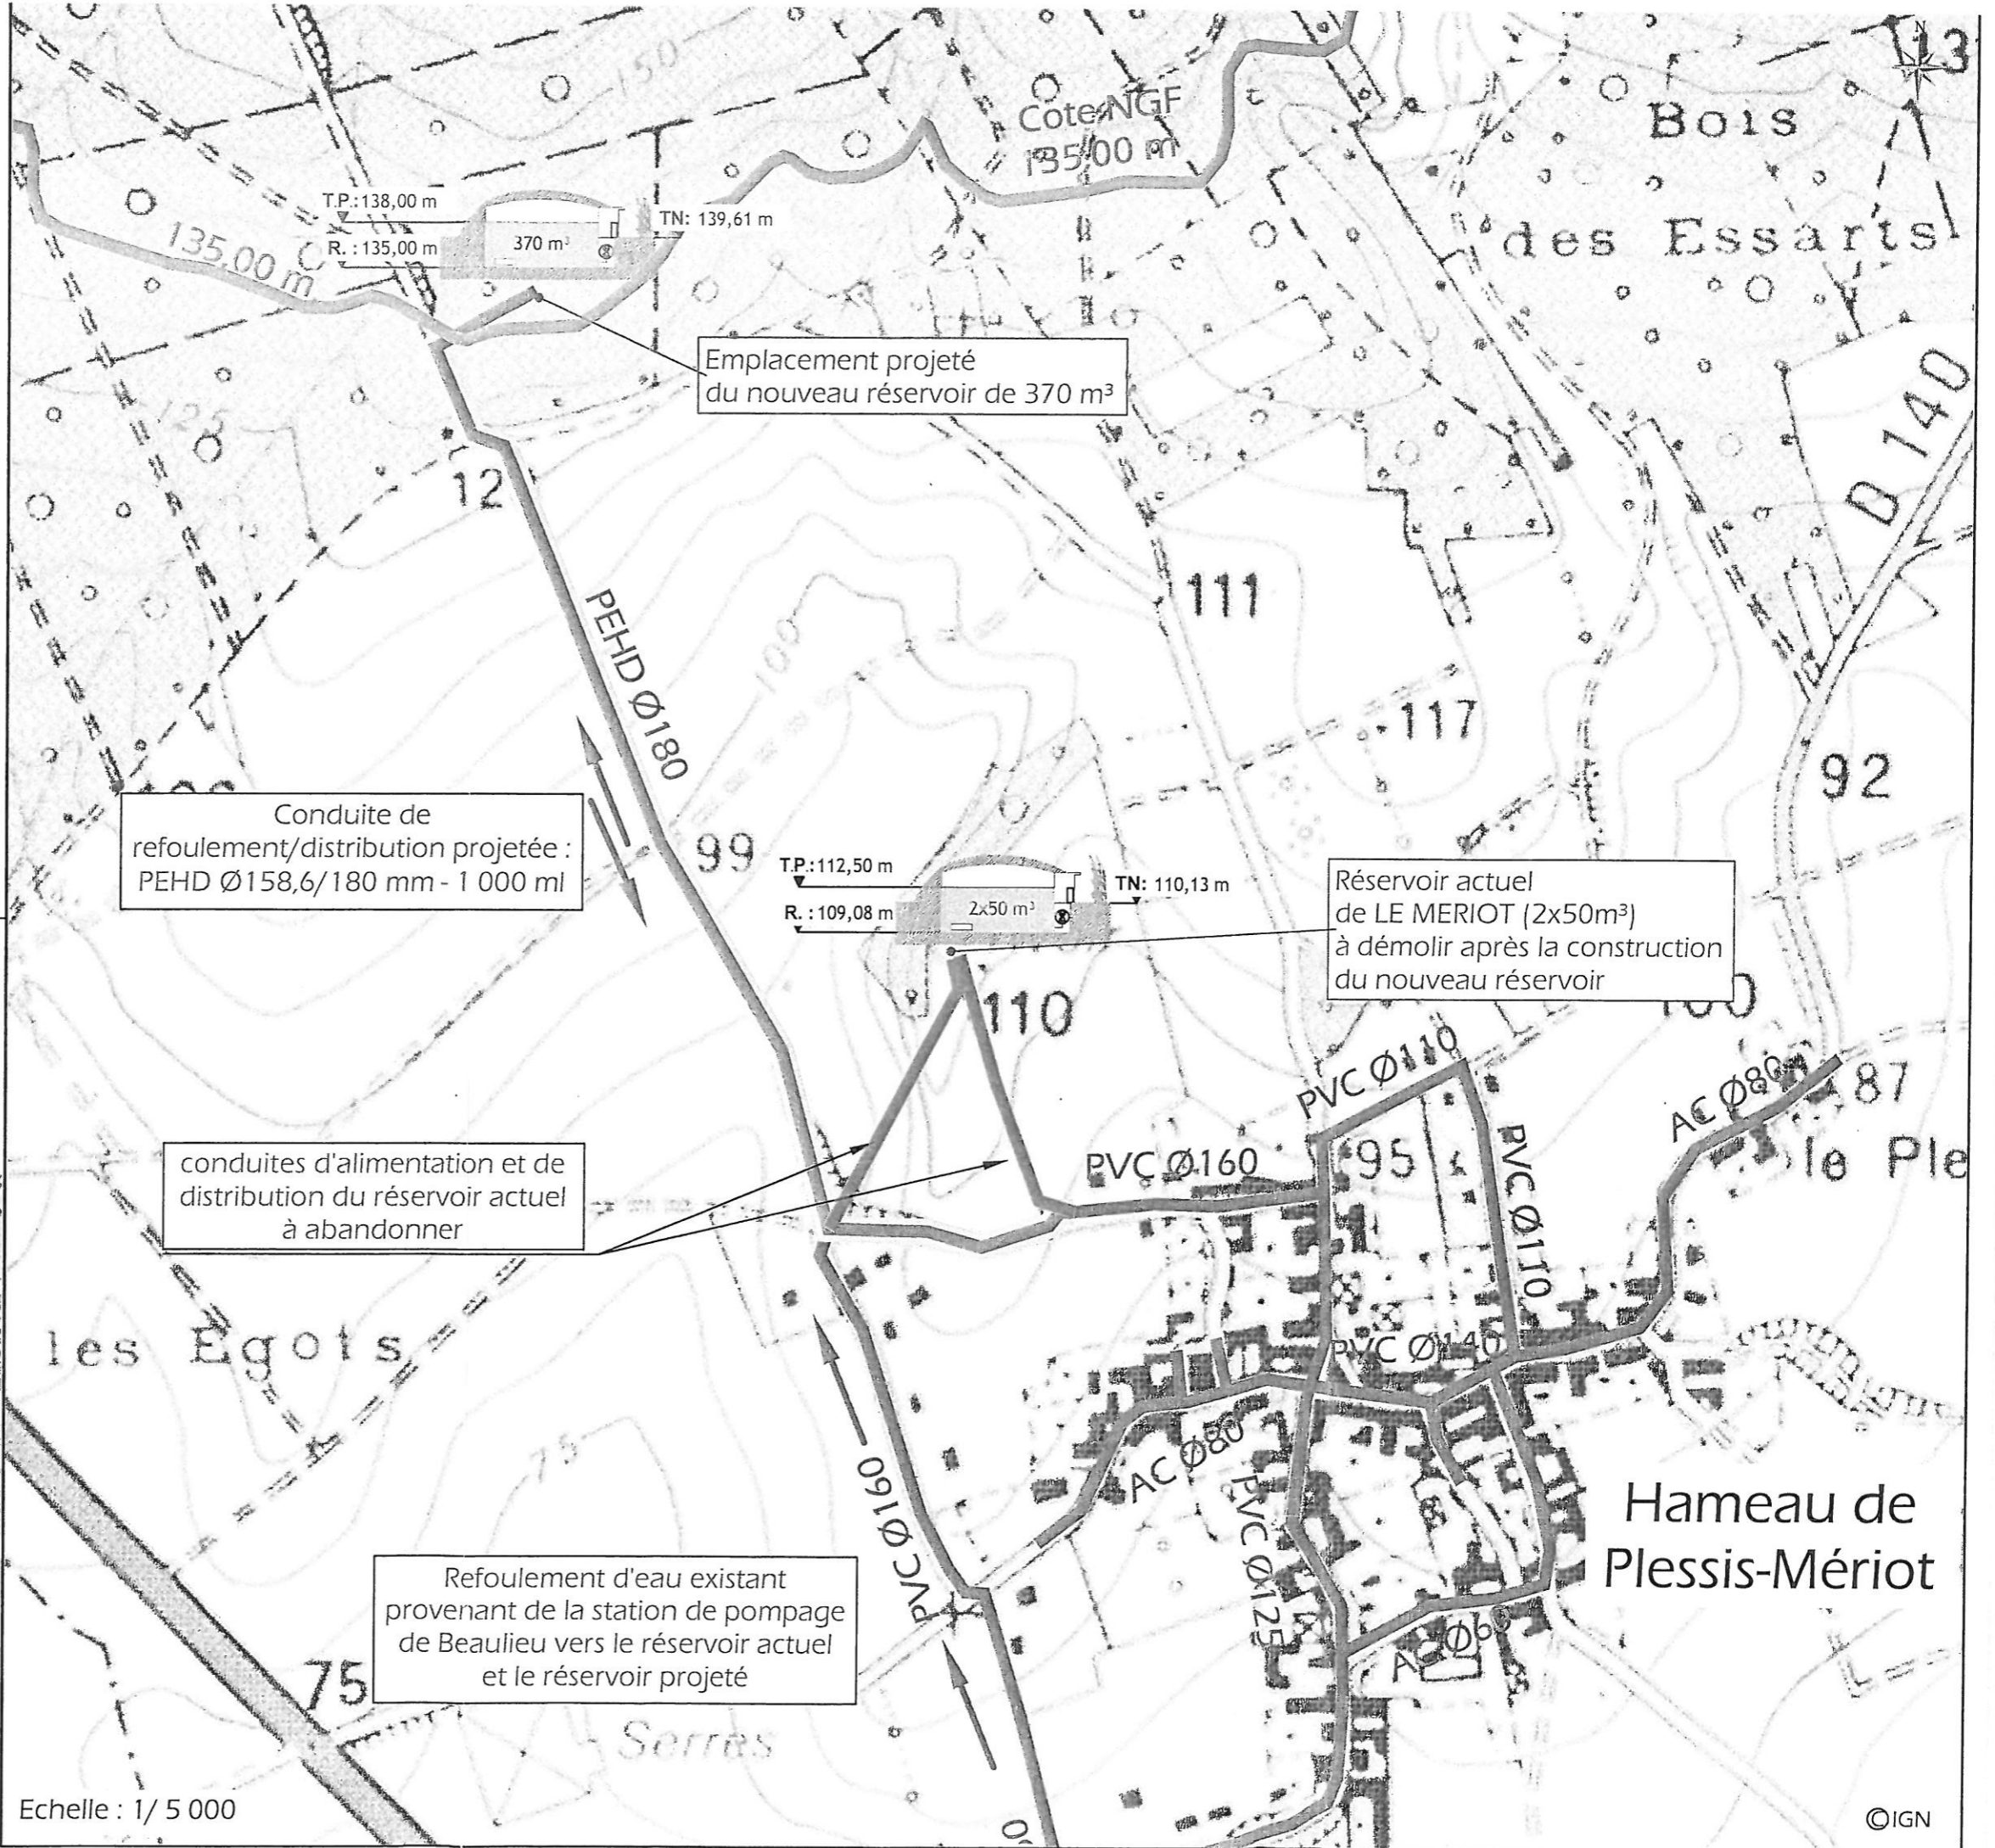 N
13
150
Cote NGF
135,00 m
Bois
des Essarts
T.P.:138,00 m
TN: 139,61 m
R. : 135,00 m
370 m³
135,00 m
Emplacement projeté
du nouveau réservoir de 370 m³
D 140
125
12
111
PEHD Ø180
100
117
92
Conduite de
refoulement/distribution projetée :
PEHD Ø158,6/180 mm - 1 000 ml
99
T.P.:112,50 m
TN: 110,13 m
R. : 109,08 m
2x50 m³
Réservoir actuel
de LE MERIOT (2x50m³)
à démolir après la construction
du nouveau réservoir
110
100
PVC Ø110
AC Ø80
87
le Ple
conduites d'alimentation et de
distribution du réservoir actuel
à abandonner
PVC Ø160
95
PVC Ø110
les Egots
PVC Ø140
75
AC Ø80
PVC Ø160
PVC Ø125
Hameau de
Plessis-Mériot
Refoulement d'eau existant
provenant de la station de pompage
de Beaulieu vers le réservoir actuel
et le réservoir projeté
75
Serres
Echelle : 1/ 5 000
©IGN